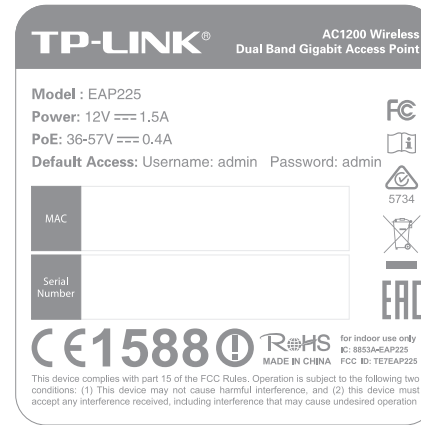 TP-LINK®
AC1200 Wireless
Dual Band Gigabit Access Point
Model : EAP225
Power: 12V ⎓ 1.5A
PoE: 36-57V ⎓ 0.4A
Default Access: Username: admin Password: admin
FC
5734
MAC
Serial
Number
EAC
CE1588 RoHS
MADE IN CHINA
for indoor use only
IC: 8853A-EAP225
FCC ID: TE7EAP225
This device complies with part 15 of the FCC Rules. Operation is subject to the following two
conditions: (1) This device may not cause harmful interference, and (2) this device must
accept any interference received, including interference that may cause undesired operation